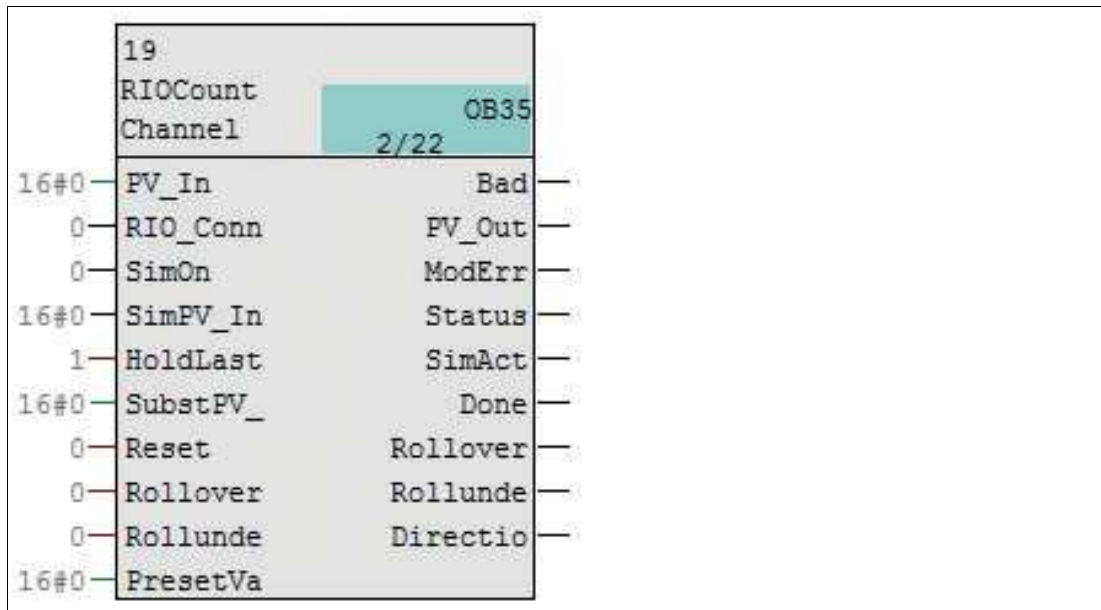 19
RIOCount
Channel
OB35
2/22
16#0 PV_In Bad
0 RIO_Conn PV_Out
0 SimOn ModErr
16#0 SimPV_In Status
1 HoldLast SimAct
16#0 SubstPV_ Done
0 Reset Rollover
0 Rollover Rollunde
0 Rollunde Directio
16#0 PresetVa